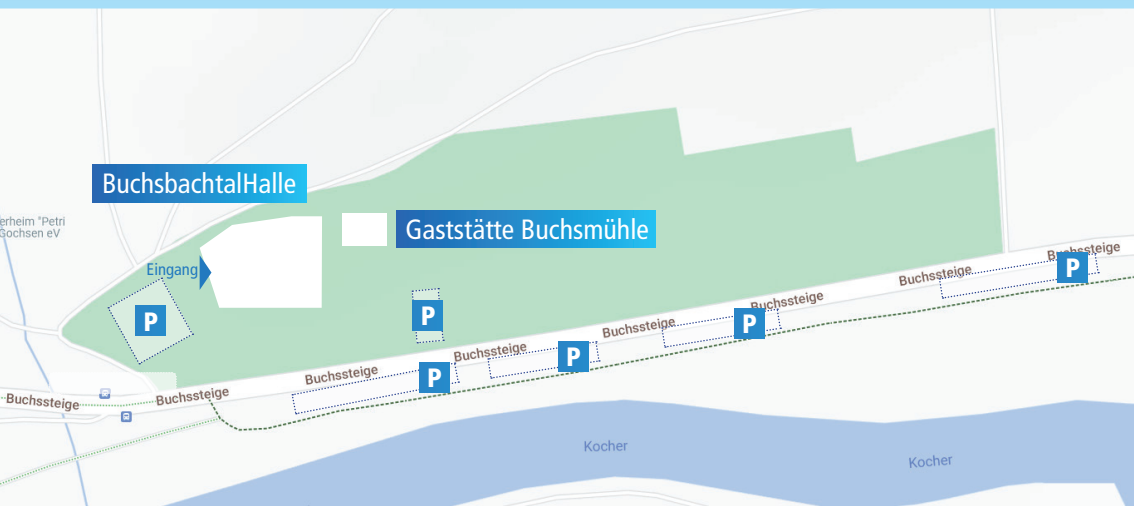 BuchsbachtalHalle
erheim "Petri
Gochsen eV
Gaststätte Buchsmühle
Eingang
P
P
P
P
P
P
Buchssteige
Buchssteige
Buchssteige
Buchssteige
Buchssteige
Buchssteige
Buchssteige
Buchssteige
Kocher
Kocher